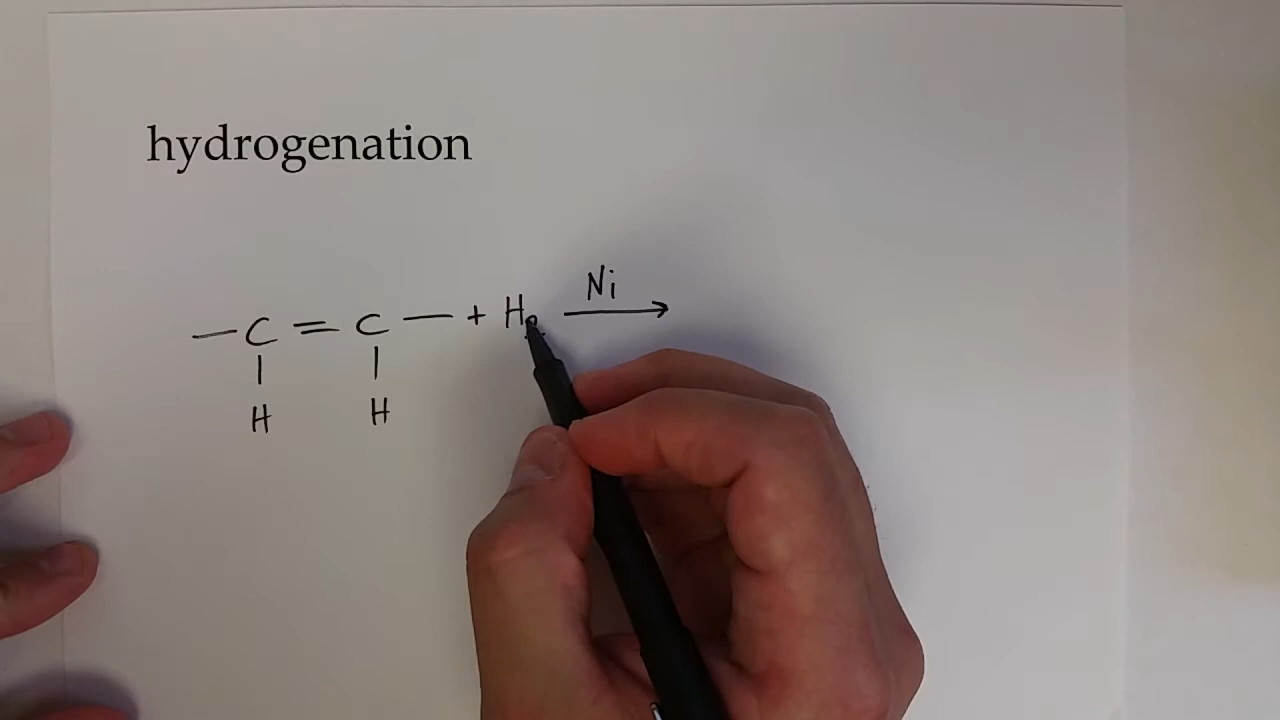 hydrogenation
Ni
—C = C— + H₂ →
H H